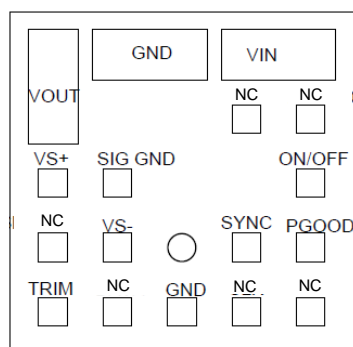 GND
VIN
VOUT
NC NC
VS+ SIG GND ON/OFF
NC VS- SYNC PGOOD
TRIM NC GND NC NC